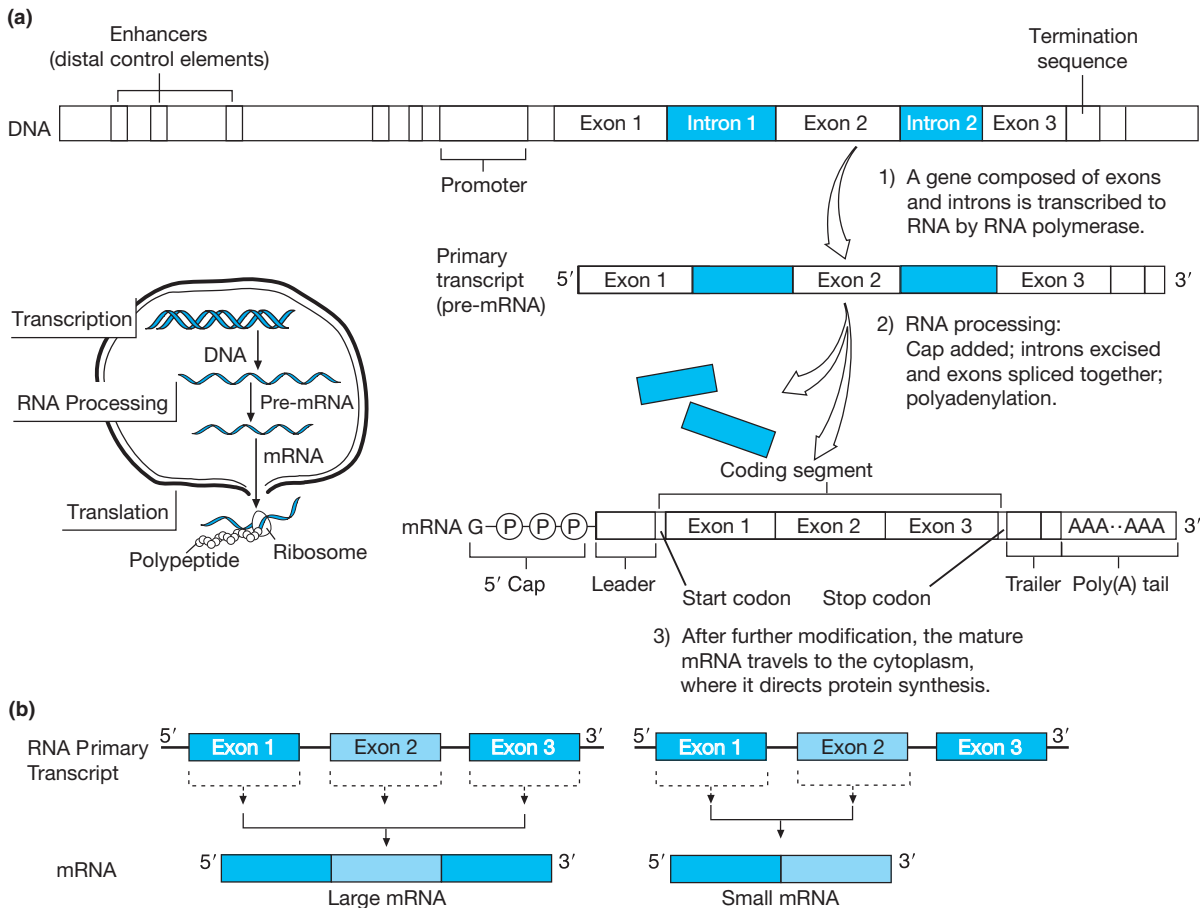 (a)
Enhancers
(distal control elements)
Termination
sequence
DNA
Exon 1
Intron 1
Exon 2
Intron 2
Exon 3
Promoter
1) A gene composed of exons
and introns is transcribed to
RNA by RNA polymerase.
Primary
transcript
(pre-mRNA)
5′
Exon 1
Exon 2
Exon 3
3′
2) RNA processing:
Cap added; introns excised
and exons spliced together;
polyadenylation.
Transcription
DNA
RNA Processing
Pre-mRNA
mRNA
Translation
Polypeptide
Ribosome
Coding segment
mRNA G P P P
Exon 1
Exon 2
Exon 3
AAA··AAA
3′
5′ Cap
Leader
Start codon
Stop codon
Trailer
Poly(A) tail
3) After further modification, the mature
mRNA travels to the cytoplasm,
where it directs protein synthesis.
(b)
RNA Primary
Transcript
5′
Exon 1
Exon 2
Exon 3
3′
5′
Exon 1
Exon 2
Exon 3
3′
mRNA
5′
3′
Large mRNA
5′
3′
Small mRNA